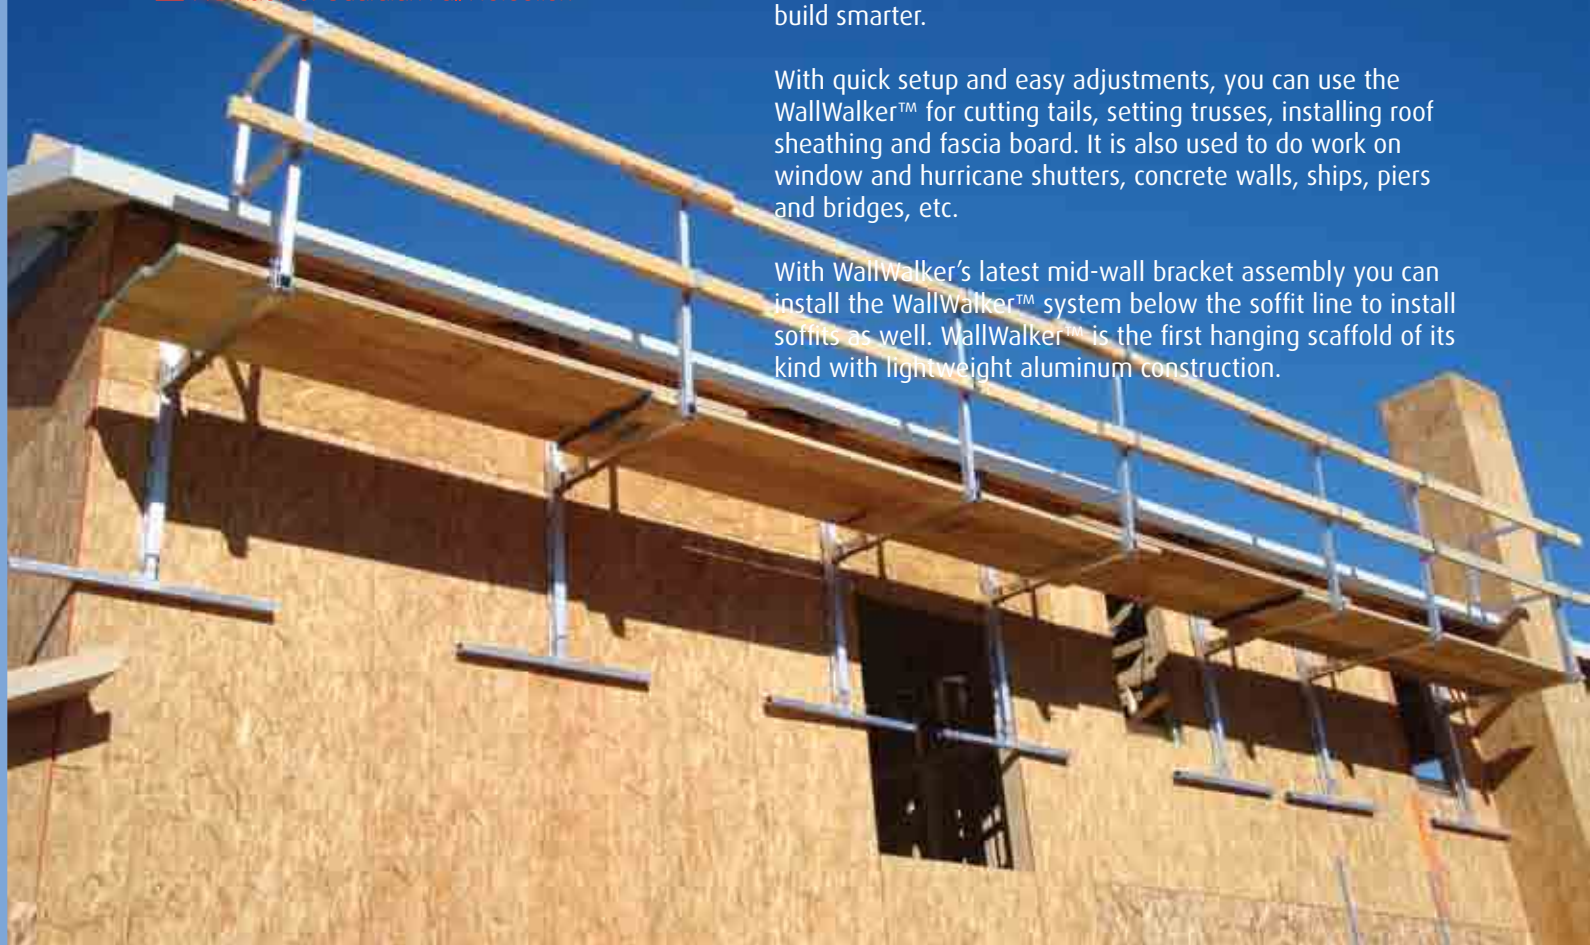 build smarter.
With quick setup and easy adjustments, you can use the
WallWalker™ for cutting tails, setting trusses, installing roof
sheathing and fascia board. It is also used to do work on
window and hurricane shutters, concrete walls, ships, piers
and bridges, etc.
With WallWalker’s latest mid-wall bracket assembly you can
install the WallWalker™ system below the soffit line to install
soffits as well. WallWalker™ is the first hanging scaffold of its
kind with lightweight aluminum construction.